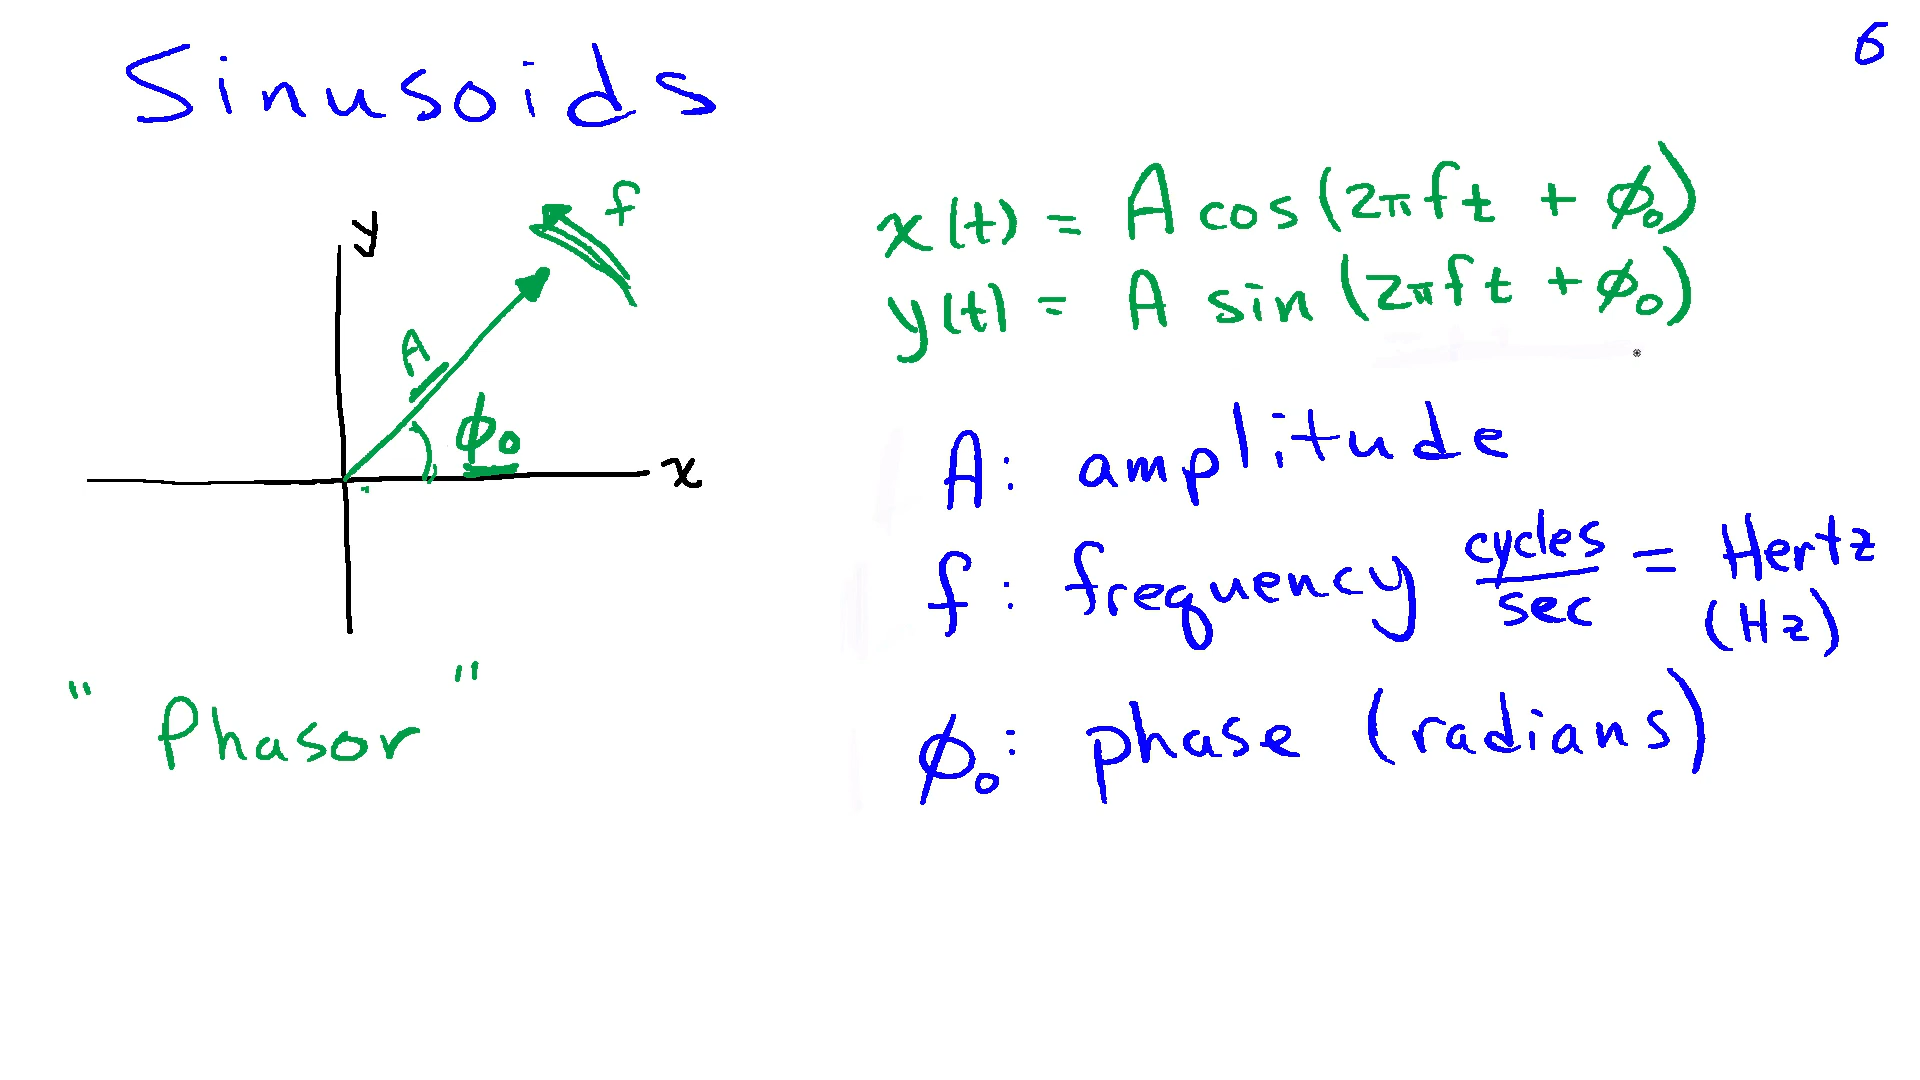 Sinusoids
6
y
f
A
ϕ₀
x
"Phasor"
x(t) = A cos(2πft + ϕ₀)
y(t) = A sin(2πft + ϕ₀)
A: amplitude
f: frequency cycles/sec = Hertz (Hz)
ϕ₀: phase (radians)